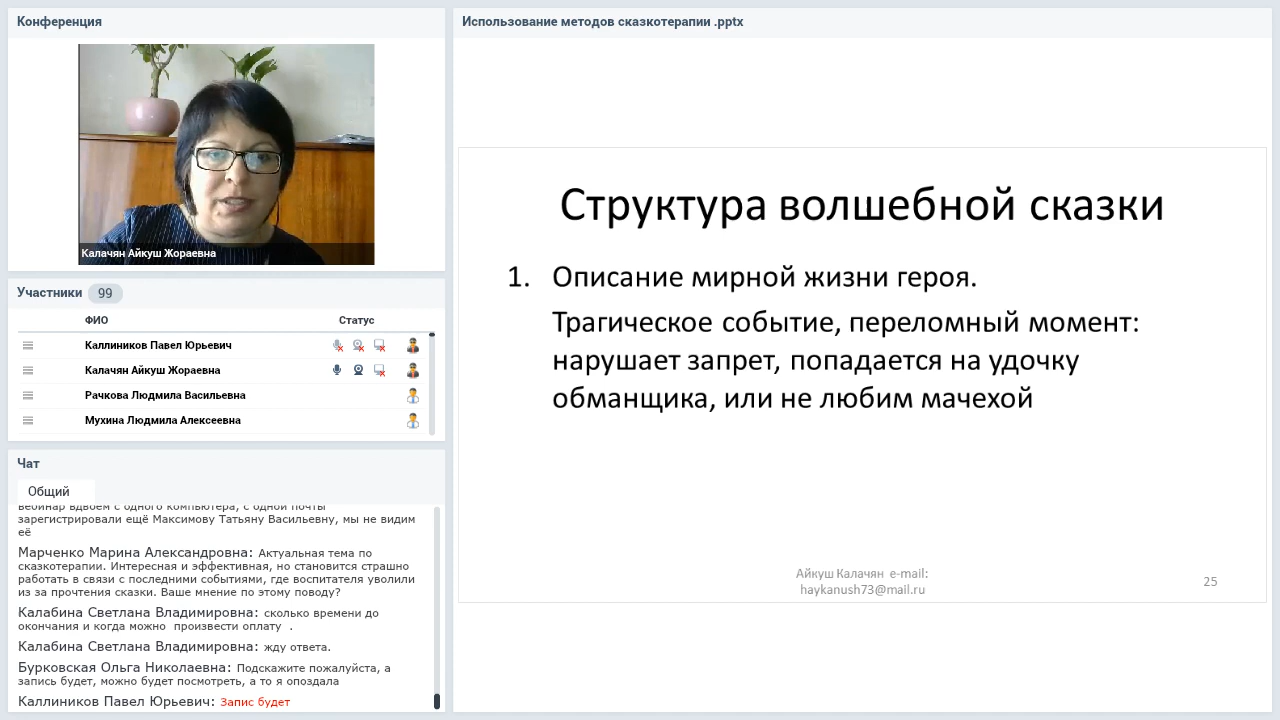 Конференция
Калачян Айкуш Жораевна
Участники 99
ФИО Статус
Каллиников Павел Юрьевич
Калачян Айкуш Жораевна
Рачкова Людмила Васильевна
Мухина Людмила Алексеевна
Чат
Общий
вебинар вдвоем с одного компьютера, с одной почты
зарегистрировали ещё Максимову Татьяну Васильевну, мы не видим
её
Марченко Марина Александровна: Актуальная тема по
сказкотерапии. Интересная и эффективная, но становится страшно
работать в связи с последними событиями, где воспитателя уволили
из за прочтения сказки. Ваше мнение по этому поводу?
Калабина Светлана Владимировна: сколько времени до
окончания и когда можно  произвести оплату  .
Калабина Светлана Владимировна: жду ответа.
Бурковская Ольга Николаевна: Подскажите пожалуйста, а
запись будет, можно будет посмотреть, а то я опоздала
Каллиников Павел Юрьевич: Запис будет
Использование методов сказкотерапии .pptx
Структура волшебной сказки
1. Описание мирной жизни героя.
Трагическое событие, переломный момент:
нарушает запрет, попадается на удочку
обманщика, или не любим мачехой
Айкуш Калачян  e-mail:
haykanush73@mail.ru
25